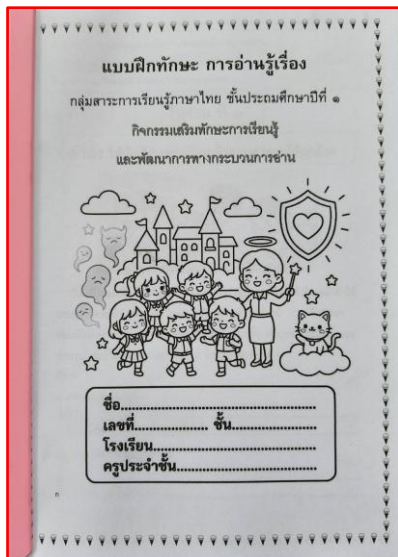 แบบฝึกทักษะ การอ่านรู้เรื่อง
กลุ่มสาระการเรียนรู้ภาษาไทย ชั้นประถมศึกษาปีที่ ๑
กิจกรรมเสริมทักษะการเรียนรู้
และพัฒนาการทางกระบวนการอ่าน
ชื่อ.......................................................
เลขที่..................... ชั้น........................
โรงเรียน..............................................
ครูประจำชั้น........................................